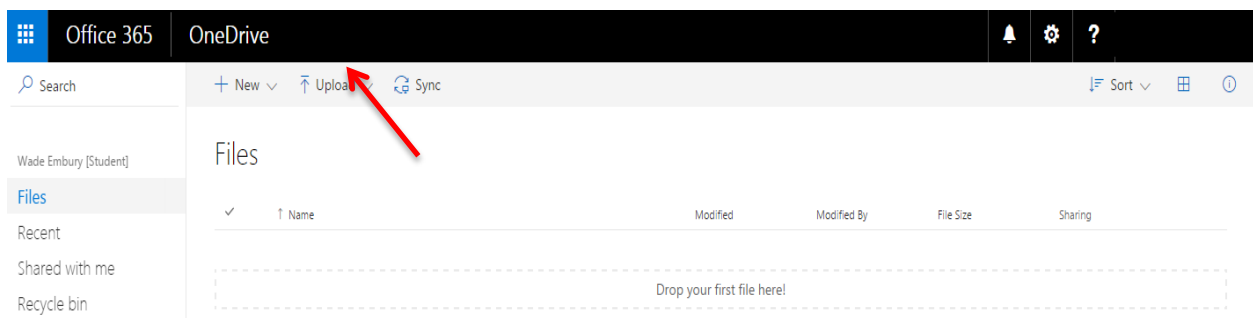 Office 365 OneDrive ?
Search + New Upload Sync Sort
Wade Embury [Student]
Files
Files
Recent
Shared with me
Recycle bin
Name Modified Modified By File Size Sharing
Drop your first file here!